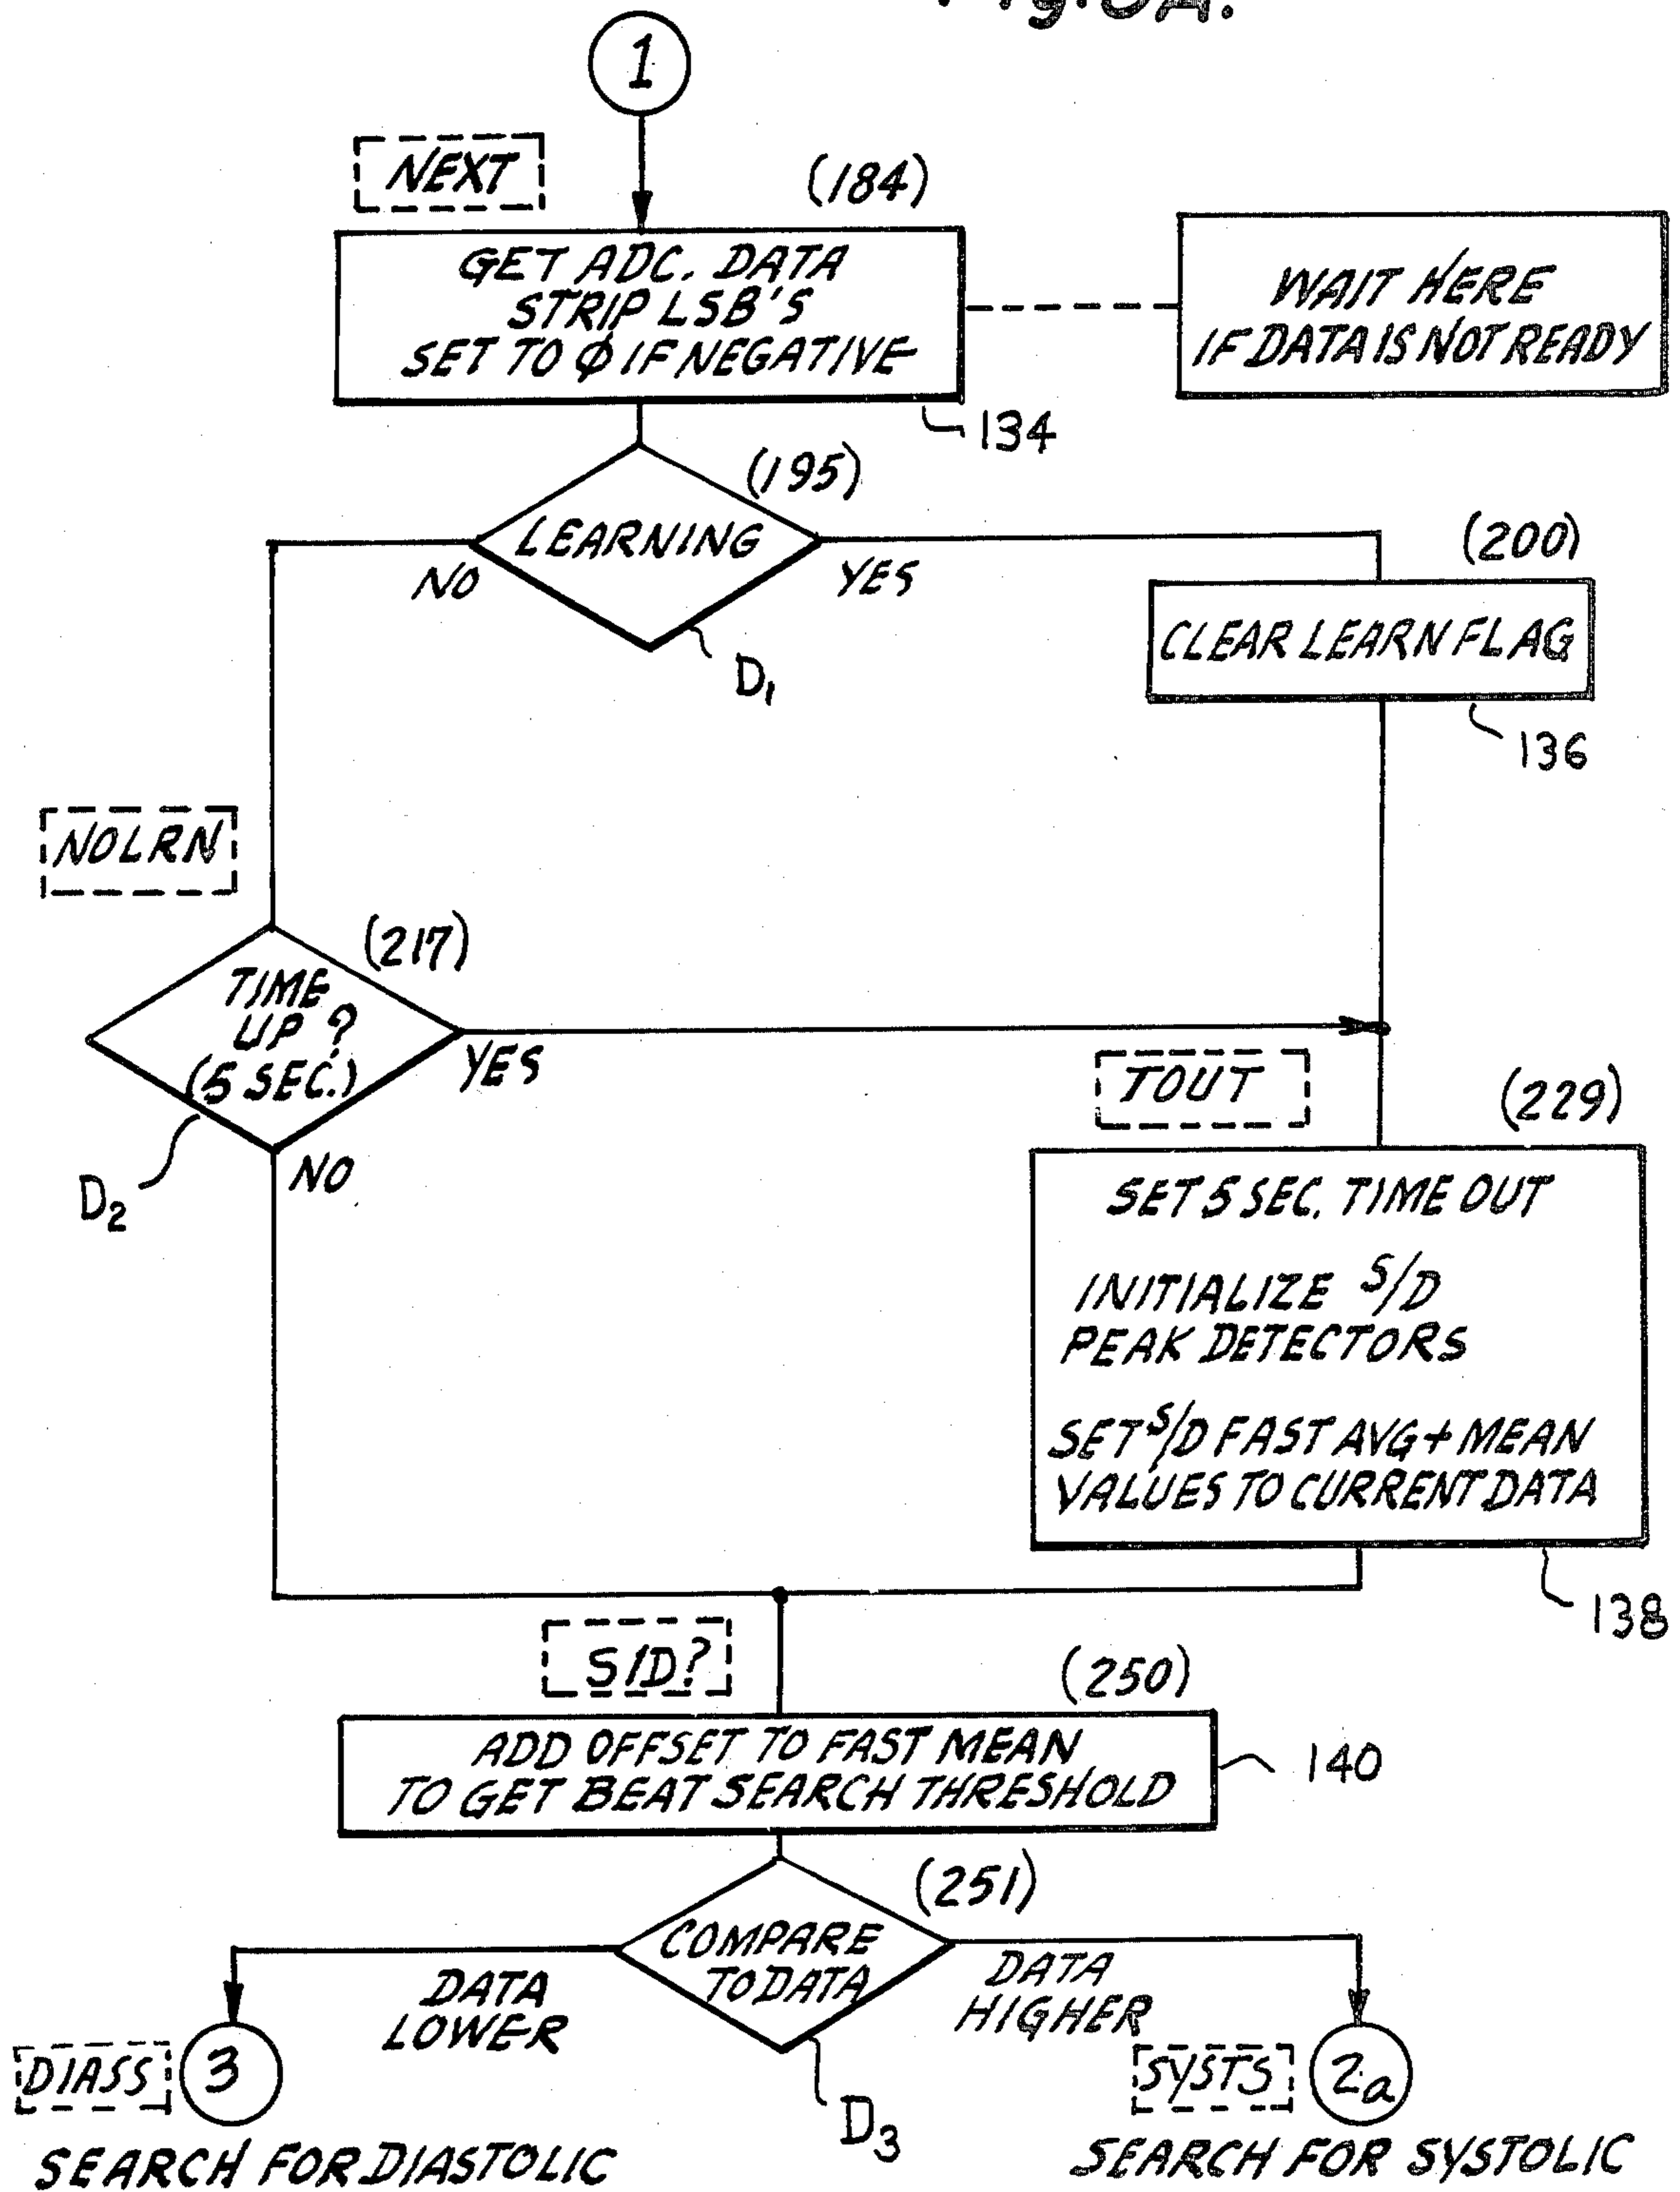 1
NEXT
(184)
GET ADC. DATA
STRIP LSB'S
SET TO ϕ IF NEGATIVE
WAIT HERE
IF DATA IS NOT READY
134
(195)
LEARNING
NO
YES
D1
(200)
CLEAR LEARN FLAG
136
NOLRN
(217)
TIME
UP ?
(5 SEC.)
YES
NO
D2
TOUT
(229)
SET 5 SEC. TIME OUT
INITIALIZE S/D
PEAK DETECTORS
SET S/D FAST AVG + MEAN
VALUES TO CURRENT DATA
138
S1D?
(250)
ADD OFFSET TO FAST MEAN
TO GET BEAT SEARCH THRESHOLD
140
(251)
COMPARE
TO DATA
DATA
LOWER
DATA
HIGHER
D3
DIASS
3
SYSTS
2a
SEARCH FOR DIASTOLIC
SEARCH FOR SYSTOLIC